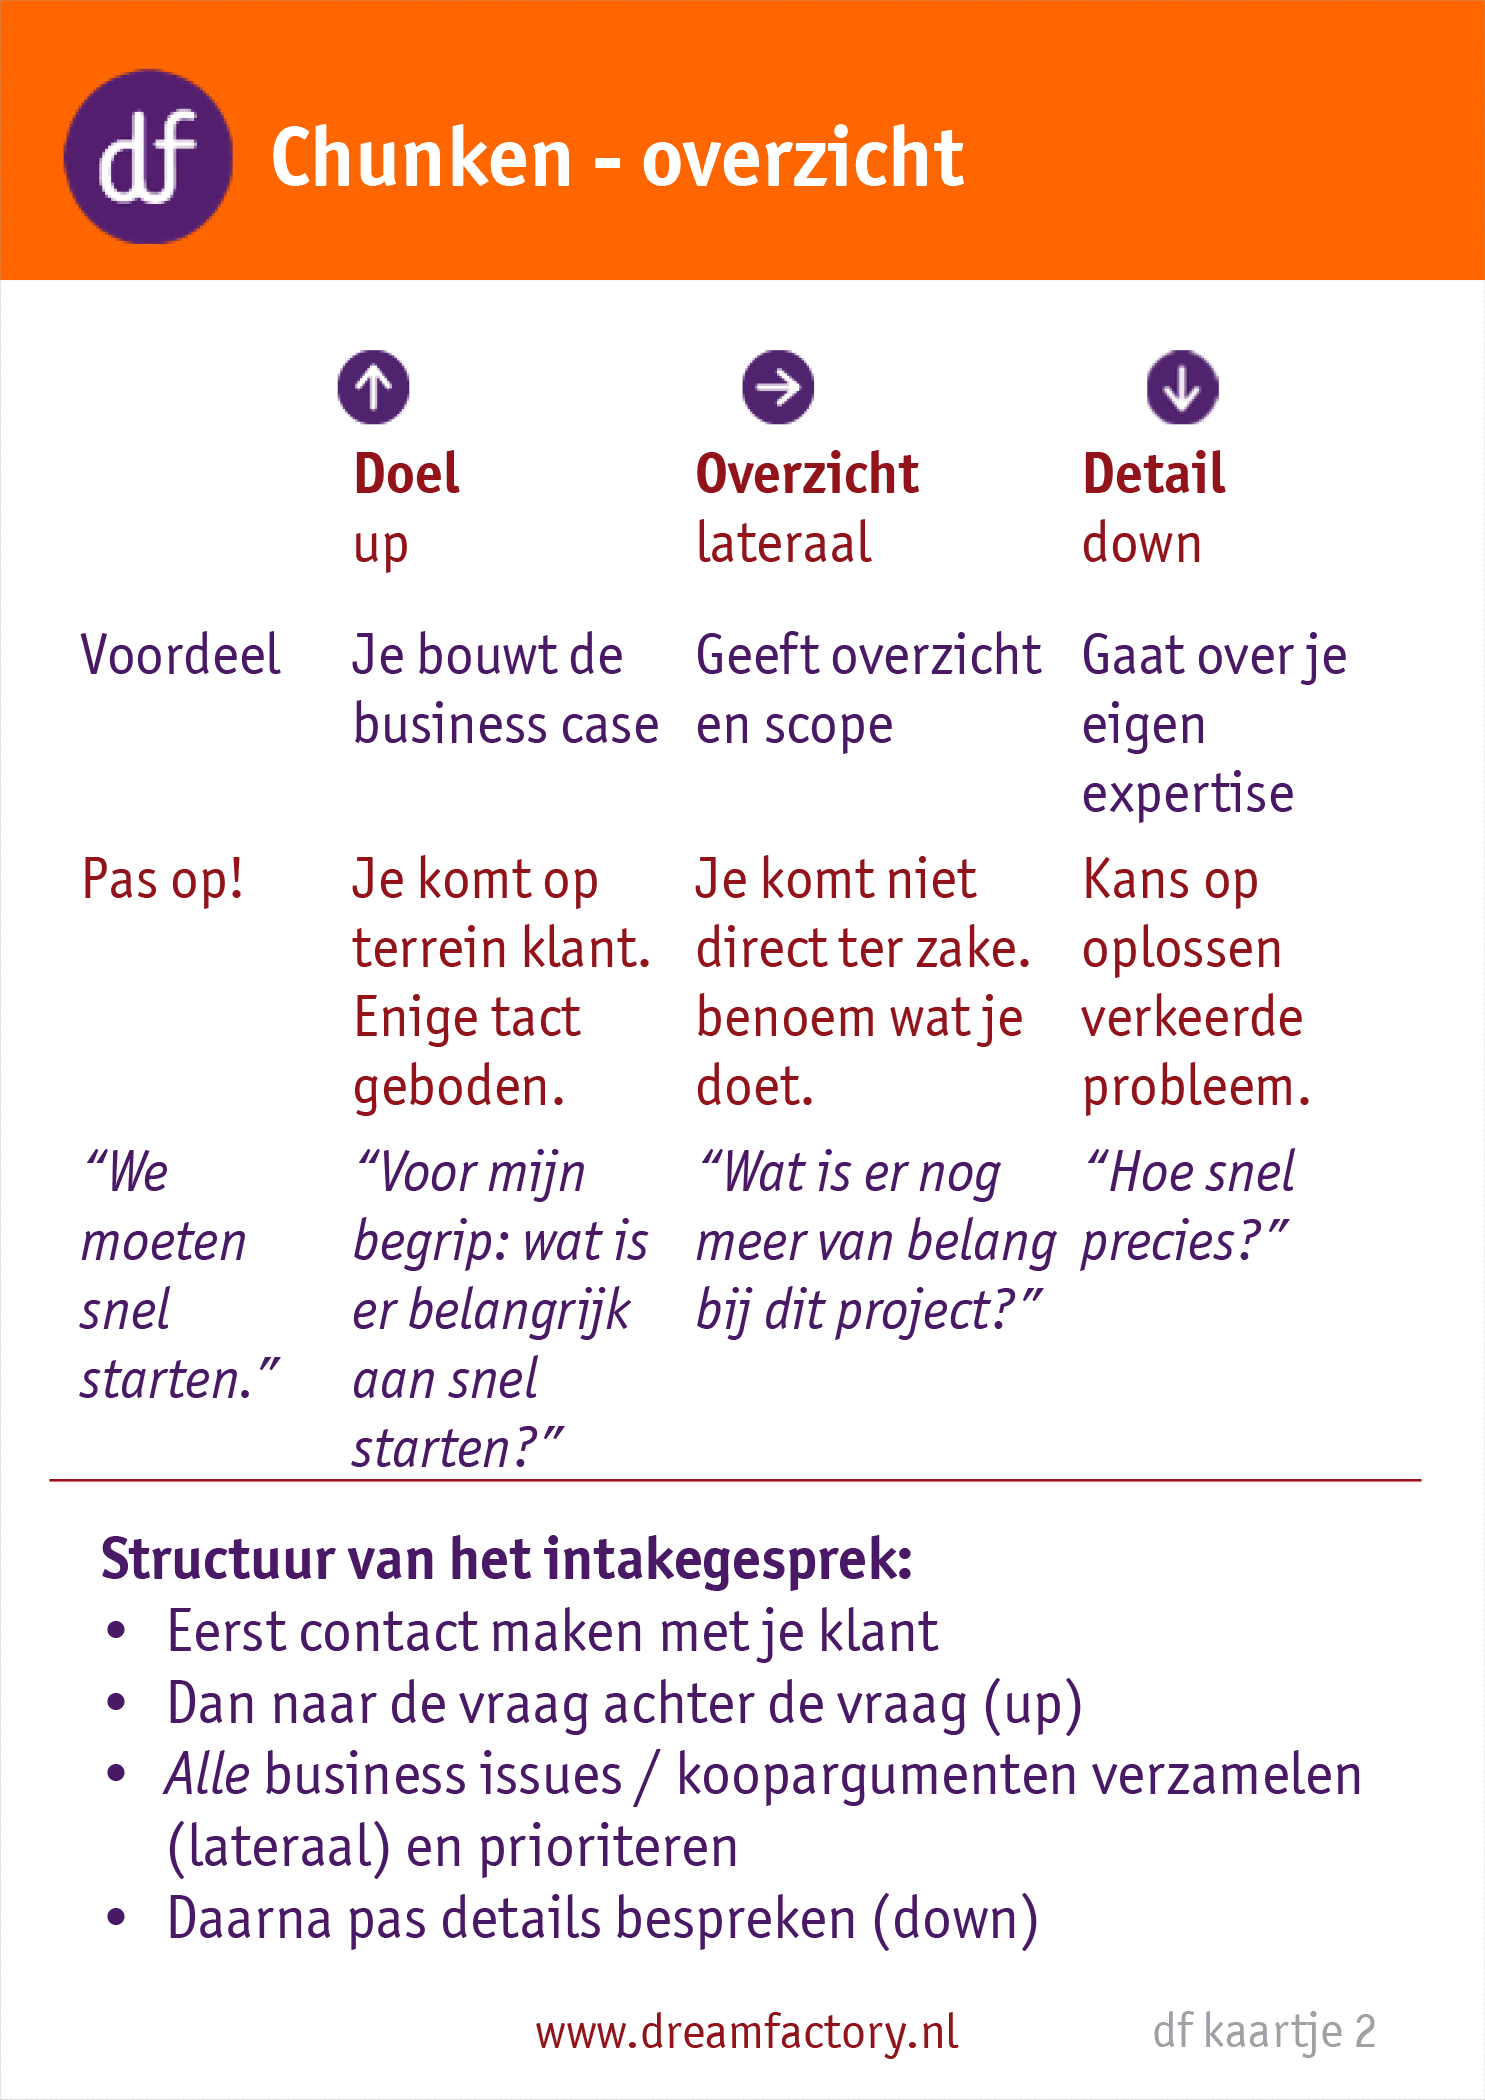 df
Chunken - overzicht
Doel
Overzicht
Detail
up
lateraal
down
Voordeel
Je bouwt de
business case
Geeft overzicht
en scope
Gaat over je
eigen
expertise
Pas op!
Je komt op
terrein klant.
Enige tact
geboden.
Je komt niet
direct ter zake.
benoem wat je
doet.
Kans op
oplossen
verkeerde
probleem.
“We
moeten
snel
starten.”
“Voor mijn
begrip: wat is
er belangrijk
aan snel
starten?”
“Wat is er nog
meer van belang
bij dit project?”
“Hoe snel
precies?”
Structuur van het intakegesprek:
• Eerst contact maken met je klant
• Dan naar de vraag achter de vraag (up)
• Alle business issues / koopargumenten verzamelen
(lateraal) en prioriteren
• Daarna pas details bespreken (down)
www.dreamfactory.nl
df kaartje 2